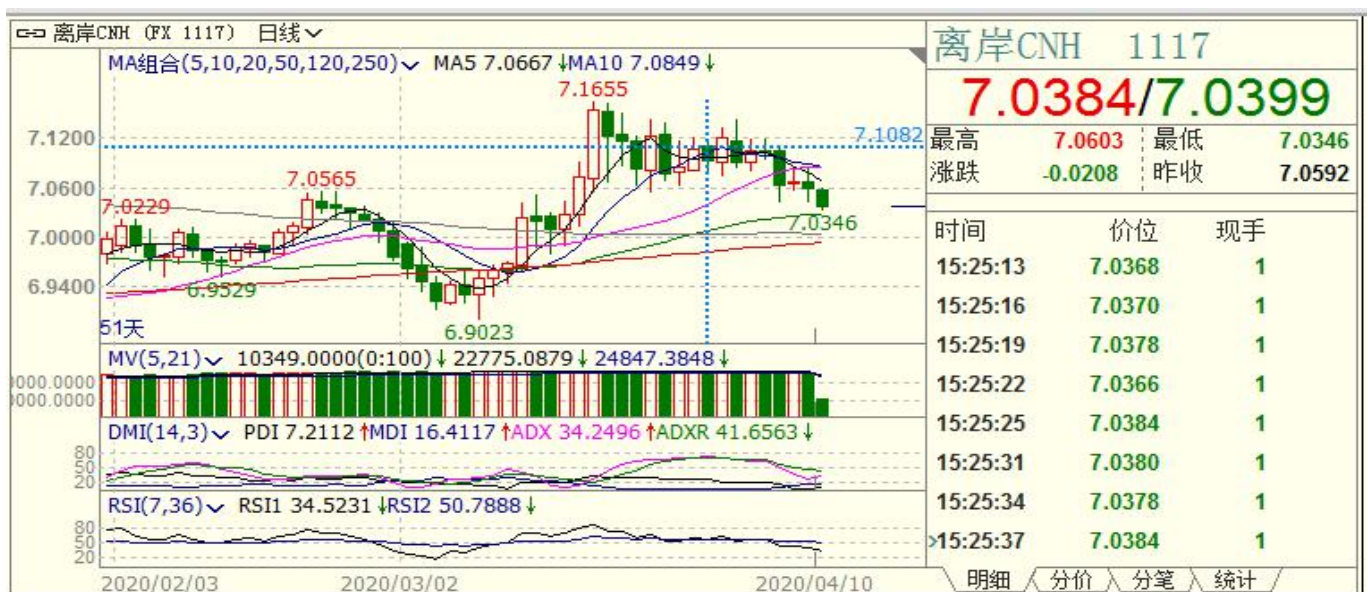 离岸CNH (FX 1117) 日线
MA组合(5,10,20,50,120,250) MA5 7.0667↓MA10 7.0849↓
7.1655
7.1200
7.1082
7.0565
7.0600
7.0229
7.0346
7.0000
6.9529
6.9400
51天
6.9023
MV(5,21) 10349.0000(0:100)↓22775.0879↓24847.3848↓
0000.0000
0000.0000
DMI(14,3) PDI 7.2112↑MDI 16.4117↑ADX 34.2496↑ADXR 41.6563↓
80
50
20
RSI(7,36) RSI1 34.5231↓RSI2 50.7888↓
80
50
20
2020/02/03 2020/03/02 2020/04/10
离岸CNH 1117
7.0384/7.0399
最高 7.0603 最低 7.0346
涨跌 -0.0208 昨收 7.0592
时间 价位 现手
15:25:13 7.0368 1
15:25:16 7.0370 1
15:25:19 7.0378 1
15:25:22 7.0366 1
15:25:25 7.0384 1
15:25:31 7.0380 1
15:25:34 7.0378 1
>15:25:37 7.0384 1
明细 分价 分笔 统计